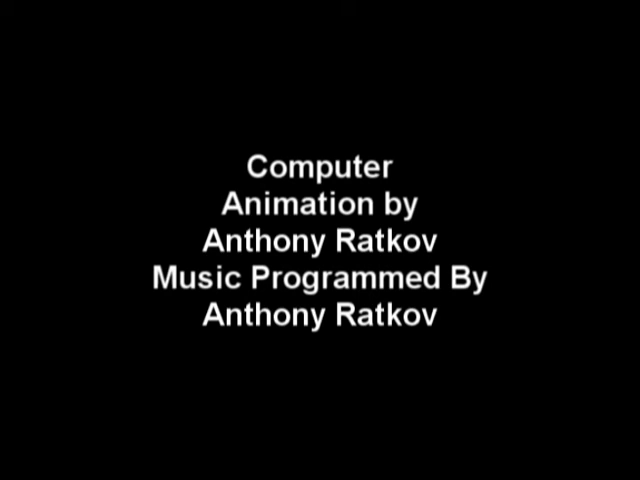 Computer
Animation by
Anthony Ratkov
Music Programmed By
Anthony Ratkov